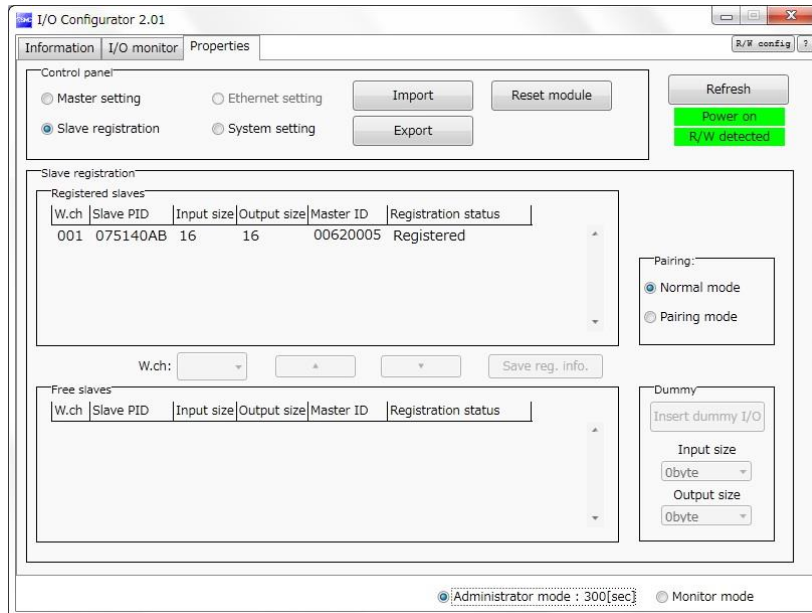 SMC I/O Configurator 2.01
Information I/O monitor Properties R/W config ?
Control panel
Master setting Ethernet setting Import Reset module Refresh
Slave registration System setting Export Power on
R/W detected
Slave registration
Registered slaves
W.ch Slave PID Input size Output size Master ID Registration status
001 075140AB 16 16 00620005 Registered
Pairing:
Normal mode
Pairing mode
W.ch: Save reg. info.
Free slaves
W.ch Slave PID Input size Output size Master ID Registration status
Dummy
Insert dummy I/O
Input size
0byte
Output size
0byte
Administrator mode : 300[sec] Monitor mode